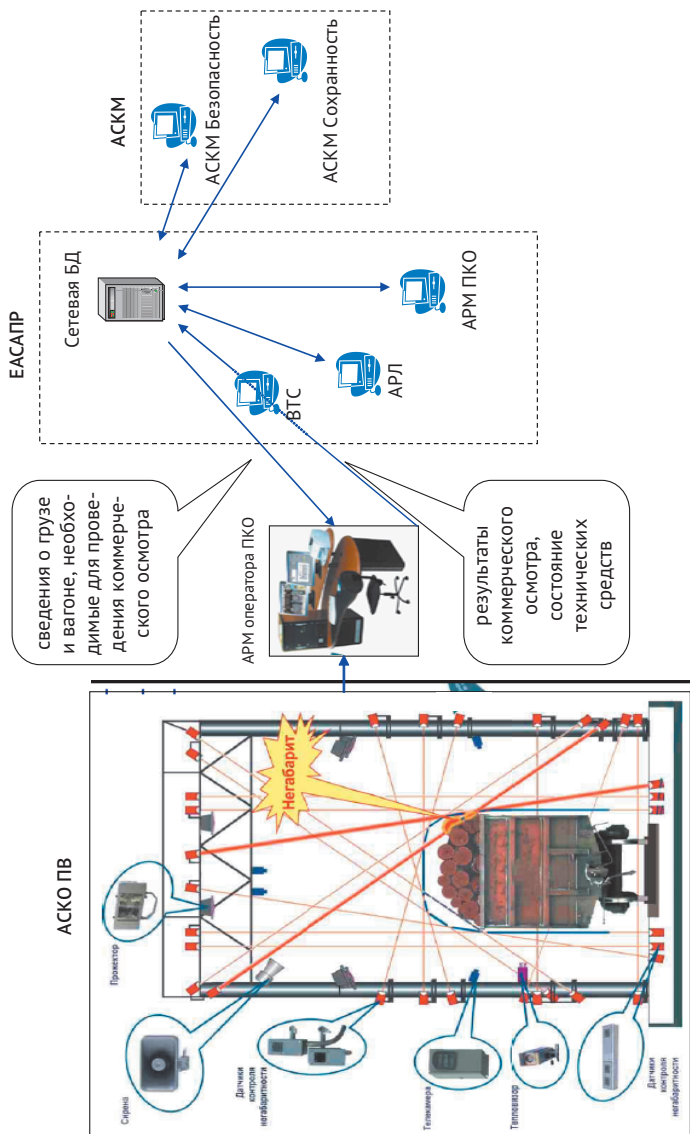 АСКО ПВ
Сирена
Прожектор
Датчики
контроля
негабаритности
Телекамера
Тепловизор
Датчики
контроля
негабаритности
Негабарит
сведения о грузе
и вагоне, необхо-
димые для прове-
дения коммерче-
ского осмотра
АРМ оператора ПКО
результаты
коммерческого
осмотра,
состояние
технических
средств
ЕАСАПР
Сетевая БД
ВТС
АРЛ
АРМ ПКО
АСКМ
АСКМ Безопасность
АСКМ Сохранность